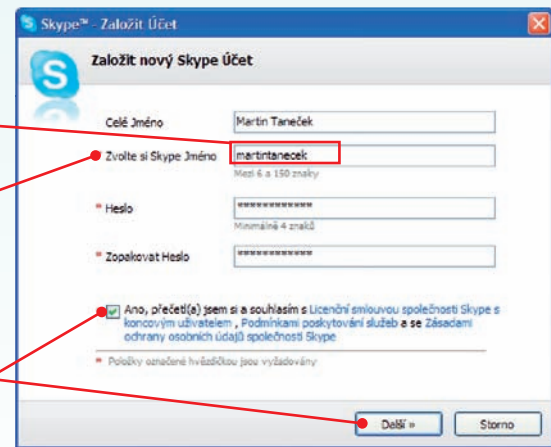 Skype™ - Založit Účet
Založit nový Skype Účet
Celé Jméno Martin Taneček
Zvolte si Skype Jméno martintanecek
Mezi 6 a 150 znaky
* Heslo ************
Minimálně 4 znaků
* Zopakovat Heslo ************
Ano, přečetl(a) jsem si a souhlasím s Licenční smlouvou společnosti Skype s
koncovým uživatelem , Podmínkami poskytování služeb a se Zásadami
ochrany osobních údajů společnosti Skype
* Položky označené hvězdičkou jsou vyžadovány
Další » Storno